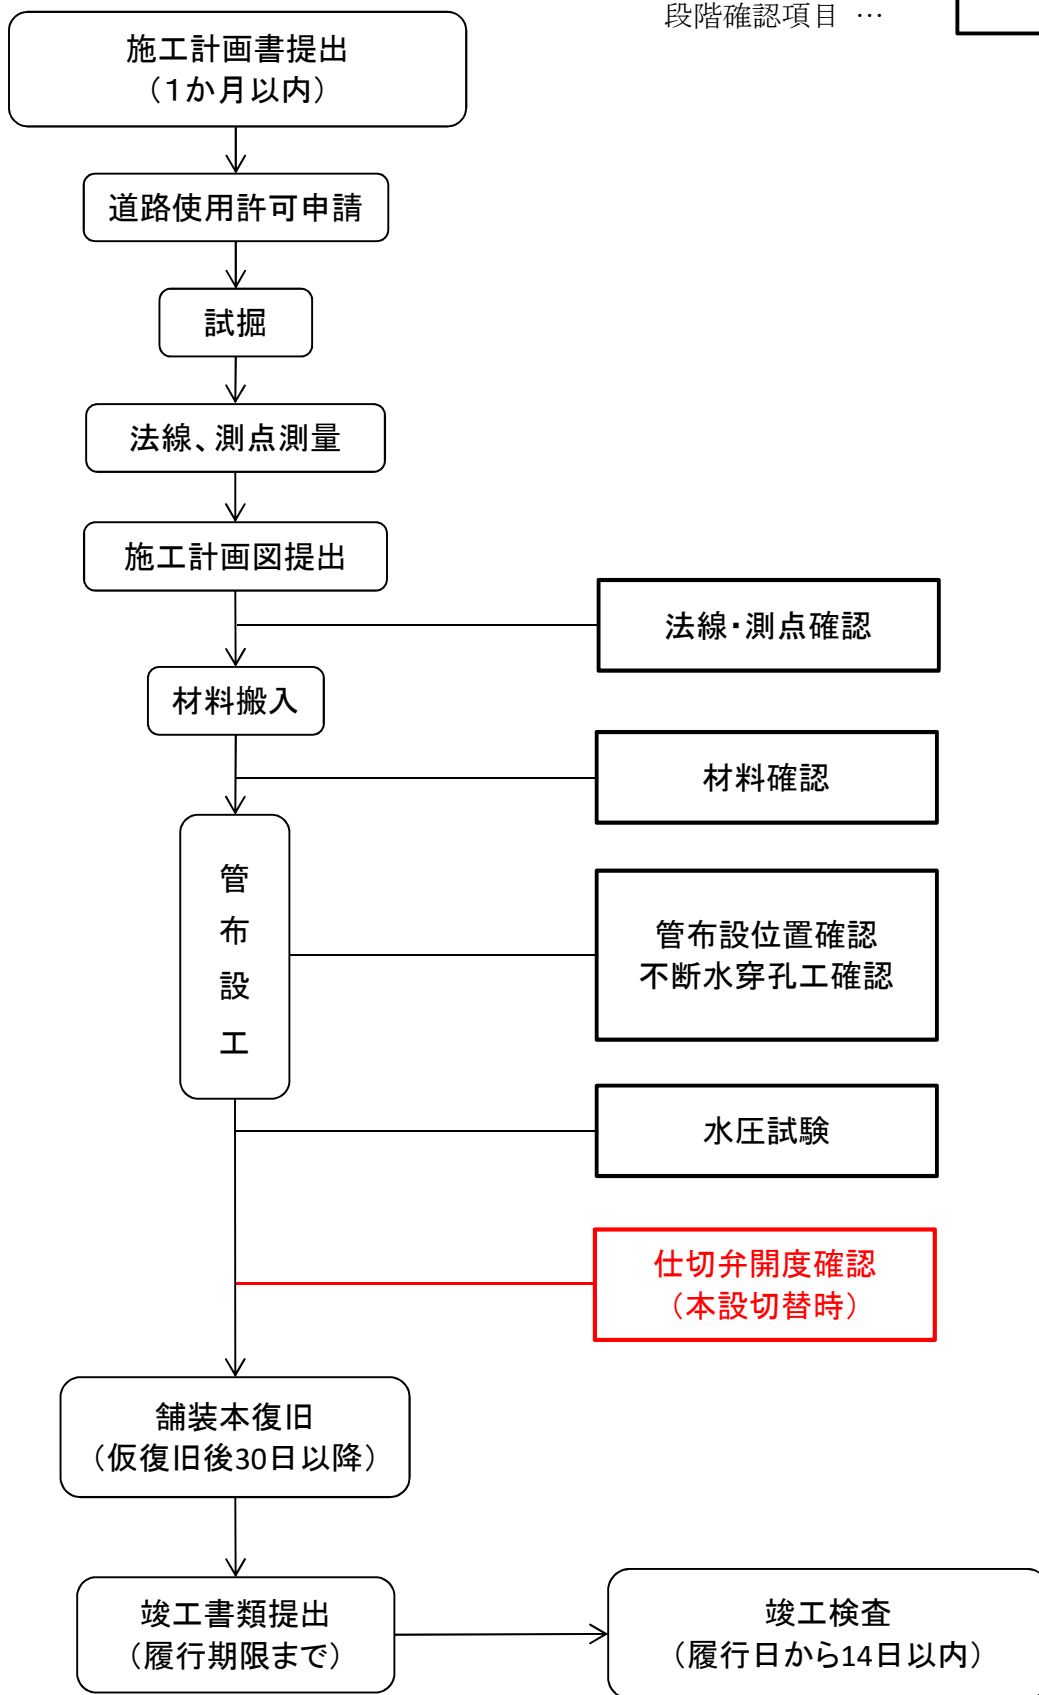 段階確認項目 …
施工計画書提出
（１か月以内）
道路使用許可申請
試掘
法線、測点測量
施工計画図提出
法線・測点確認
材料搬入
材料確認
管
布
設
工
管布設位置確認
不断水穿孔工確認
水圧試験
仕切弁開度確認
（本設切替時）
舗装本復旧
（仮復旧後30日以降）
竣工書類提出
（履行期限まで）
竣工検査
（履行日から14日以内）